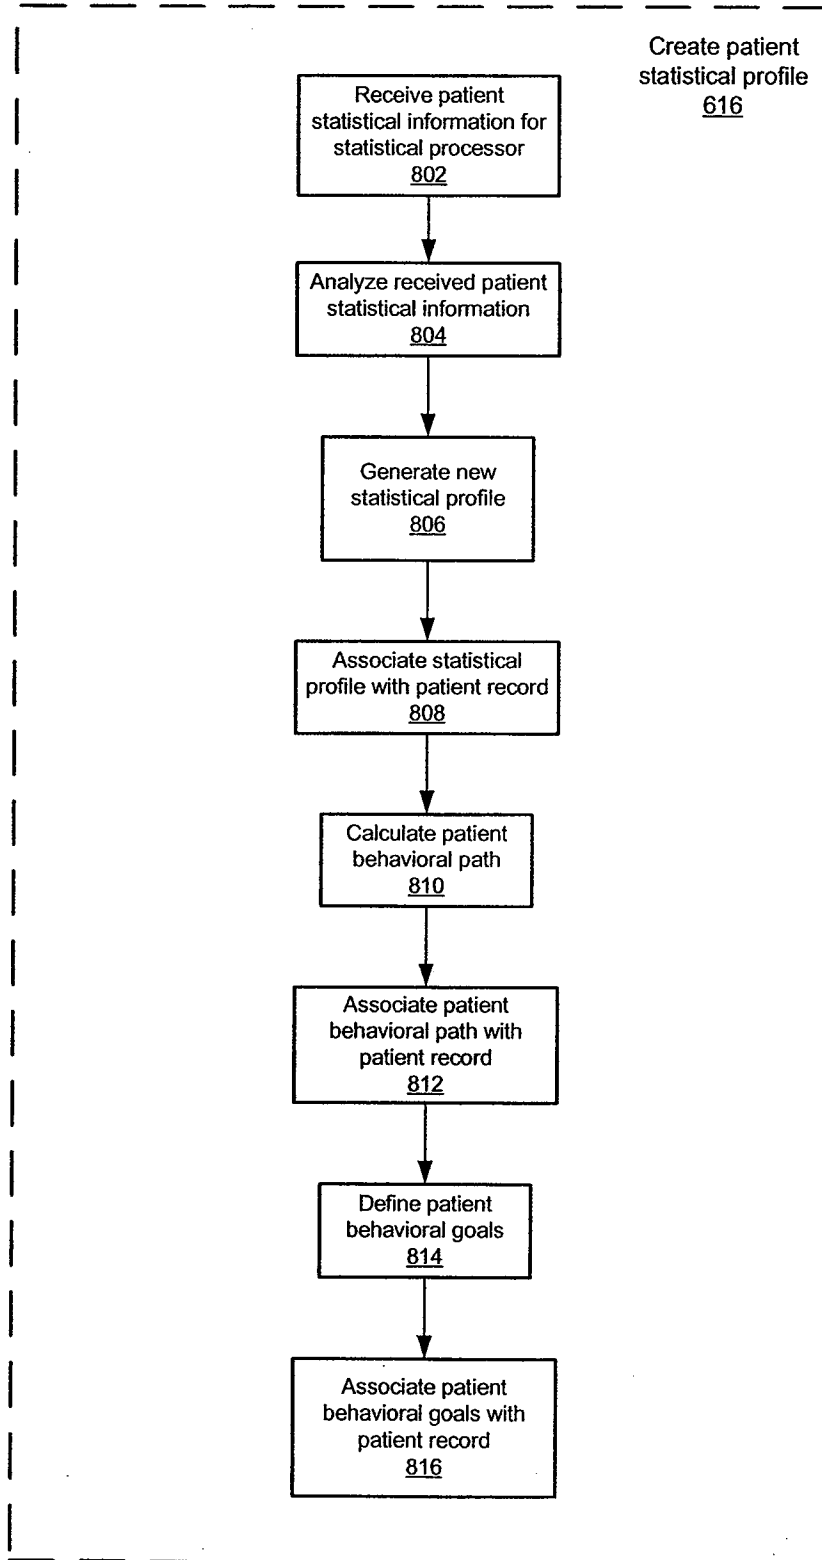 Create patient
statistical profile
616
Receive patient
statistical information for
statistical processor
802
Analyze received patient
statistical information
804
Generate new
statistical profile
806
Associate statistical
profile with patient record
808
Calculate patient
behavioral path
810
Associate patient
behavioral path with
patient record
812
Define patient
behavioral goals
814
Associate patient
behavioral goals with
patient record
816